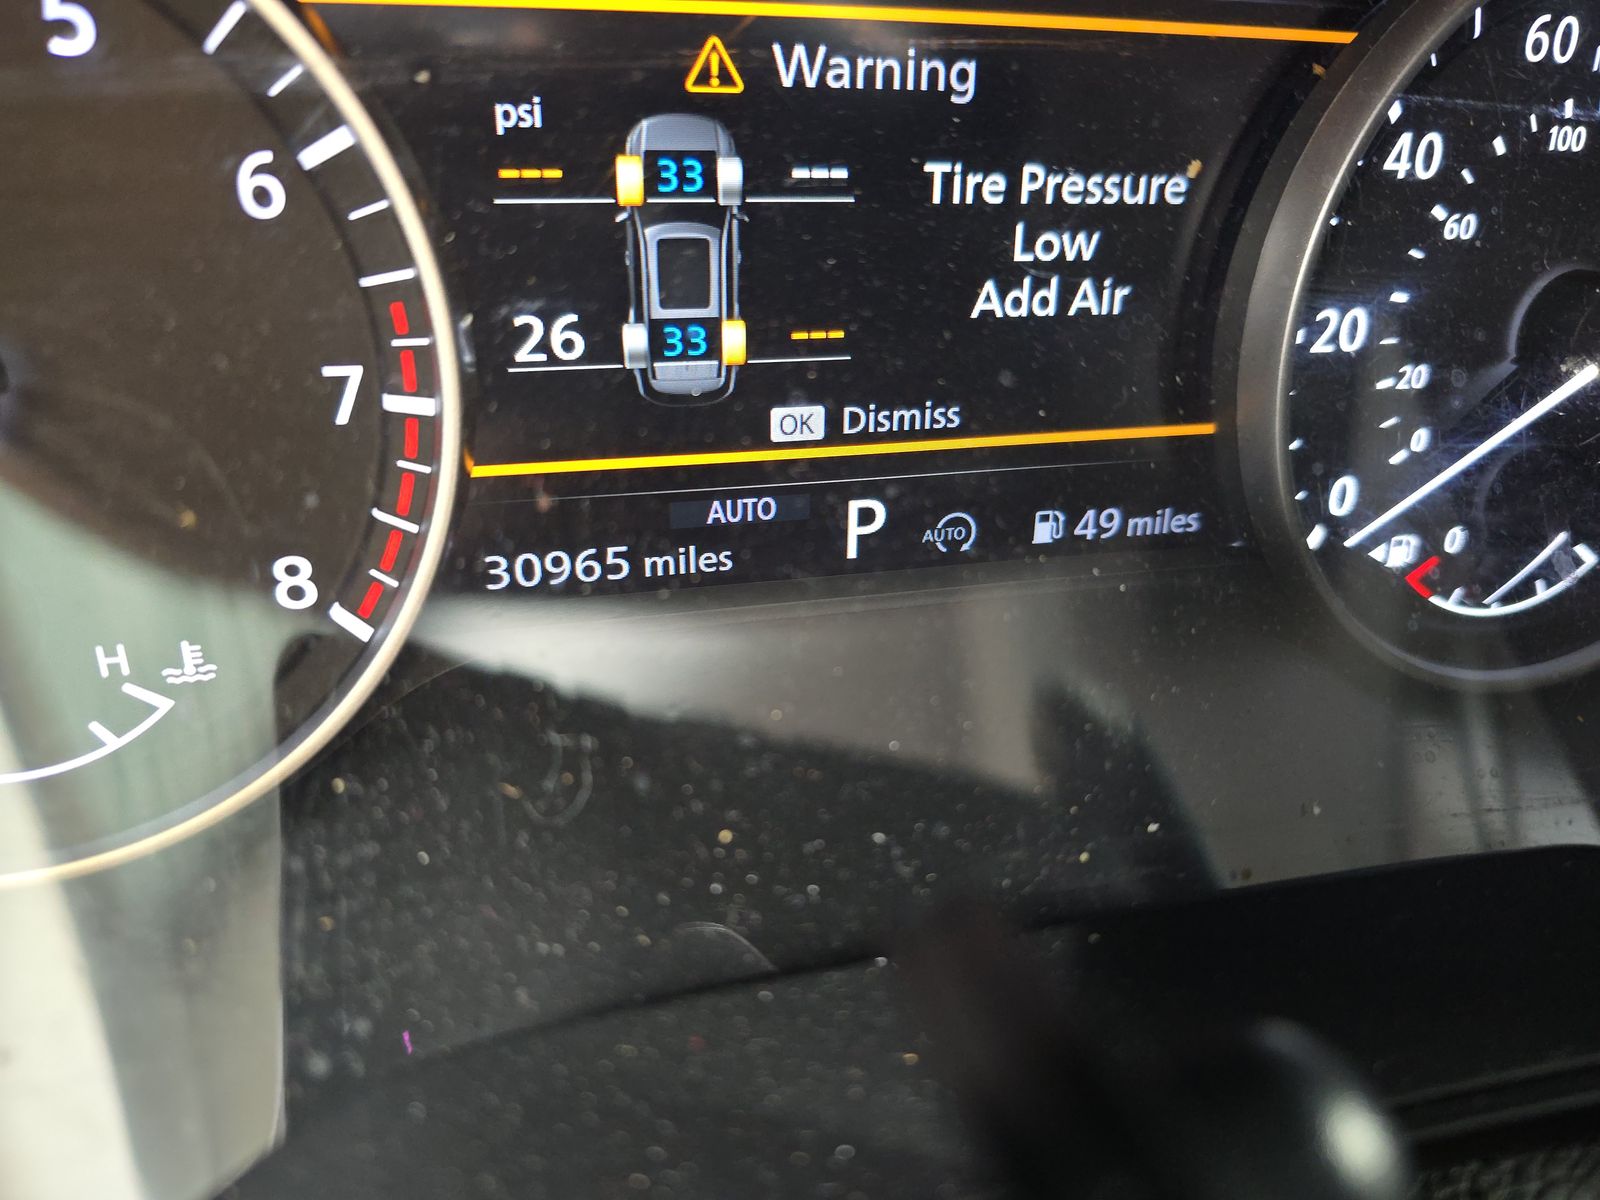 Warning
psi
--- 33 ---
Tire Pressure
Low
Add Air
26 33 ---
OK Dismiss
AUTO P AUTO 49 miles
30965 miles
5
6
7
8
H
60
40
20
0
100
60
20
0
0